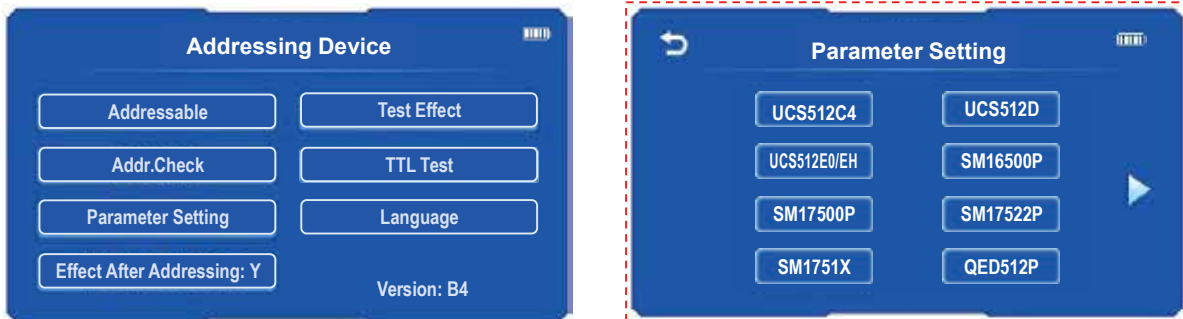 Addressing Device
Addressable
Test Effect
Addr.Check
TTL Test
Parameter Setting
Language
Effect After Addressing: Y
Version: B4
Parameter Setting
UCS512C4
UCS512D
UCS512E0/EH
SM16500P
SM17500P
SM17522P
SM1751X
QED512P